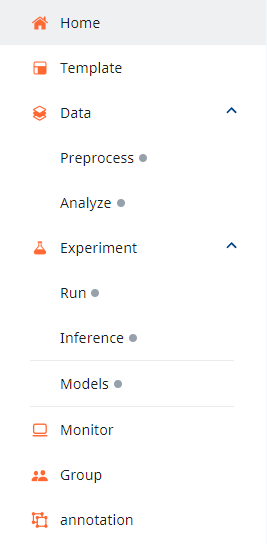 Home
Template
Data
Preprocess
Analyze
Experiment
Run
Inference
Models
Monitor
Group
annotation